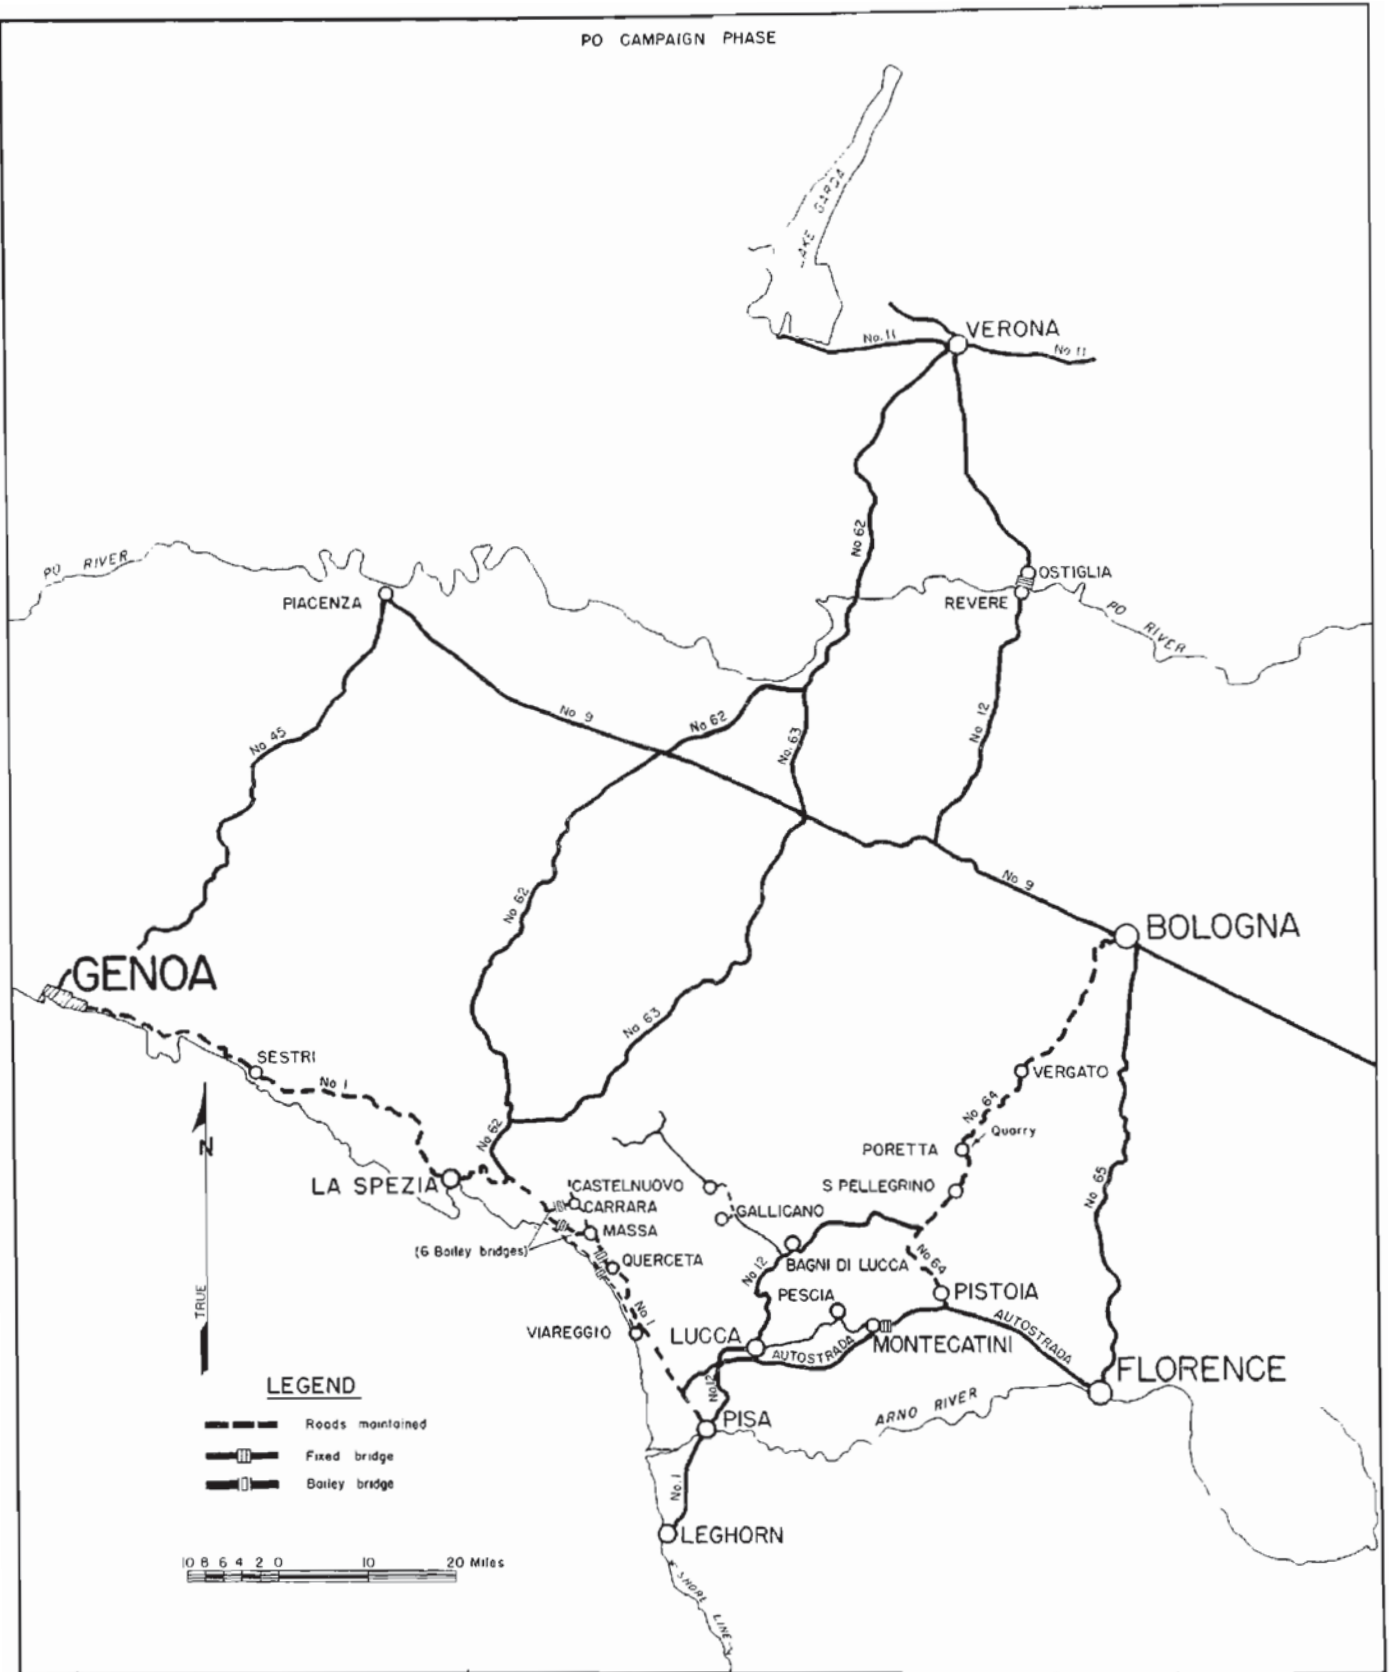 PO CAMPAIGN PHASE
AKE GARDA
VERONA
No. 11
No 11
No 62
OSTIGLIA
REVERE
PO RIVER
PO RIVER
PIACENZA
No 9
No 62
No. 63
No 12
No 45
No 62
No 9
BOLOGNA
GENOA
No 63
SESTRI
No 1
VERGATO
No 64
Quarry
PORETTA
No 62
N
LA SPEZIA
CASTELNUOVO
S PELLEGRINO
No 65
CARRARA
GALLICANO
MASSA
(6 Bailey bridges)
QUERCETA
No 12
BAGNI DI LUCCA
No 64
PESCIA
PISTOIA
TRUE
No 1
VIAREGGIO
LUCCA
AUTOSTRADA
MONTECATINI
AUTOSTRADA
FLORENCE
No 12
LEGEND
Roads maintained
Fixed bridge
Bailey bridge
PISA
ARNO RIVER
No. 1
LEGHORN
10 8 6 4 2 0 10 20 Miles
SHORE LINE